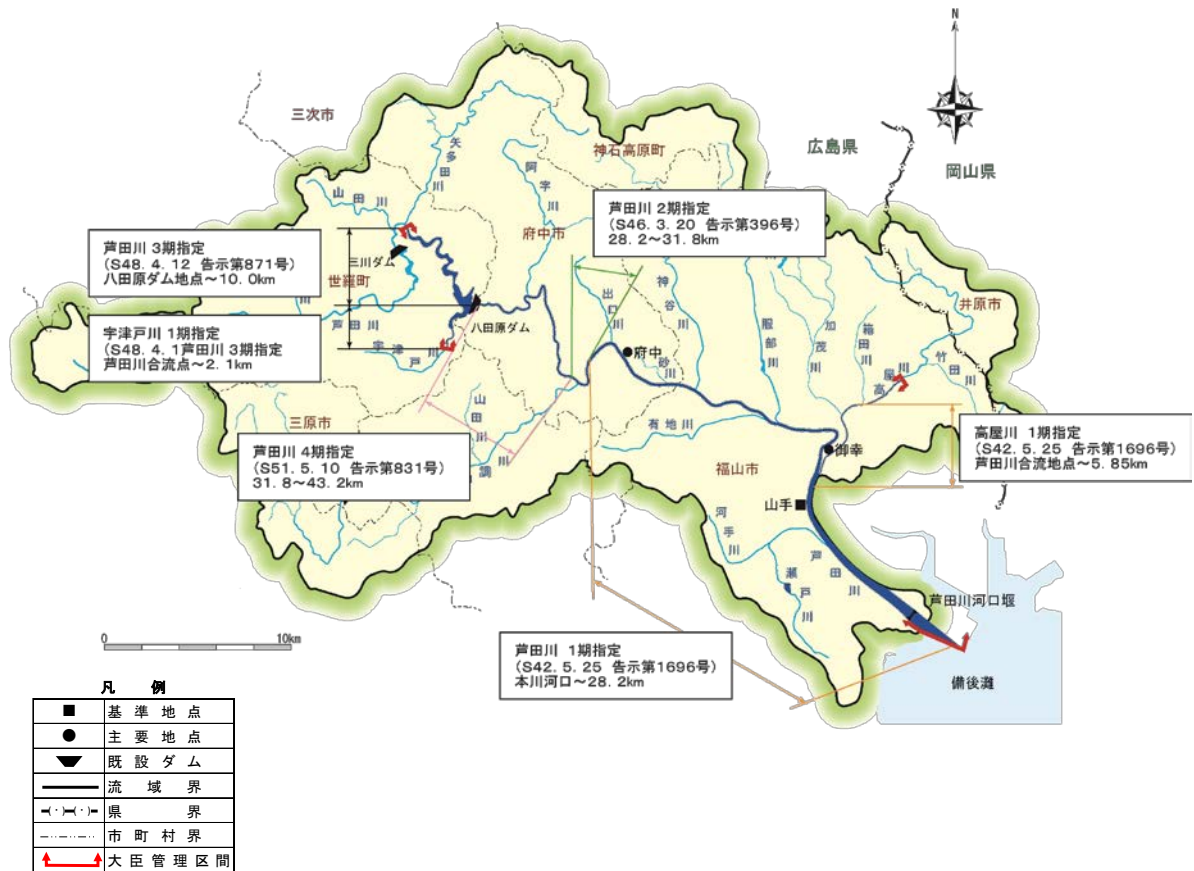 N
三次市
神石高原町
広島県
岡山県
矢多田川
阿字川
山田川
芦田川 2期指定
(S46. 3. 20 告示第396号)
28. 2～31. 8km
府中市
芦田川 3期指定
(S48. 4. 12 告示第871号)
八田原ダム地点～10. 0km
三川ダム
世羅町
井原市
出口川
神谷川
服部川
加茂川
箱田川
竹田川
高屋川
芦田川
八田原ダム
宇津戸川 1期指定
(S48. 4. 1芦田川 3期指定
芦田川合流点～2. 1km
宇津戸川
府中
砂川
山田川
有地川
三原市
高屋川 1期指定
(S42. 5. 25 告示第1696号)
芦田川合流地点～5. 85km
芦田川 4期指定
(S51. 5. 10 告示第831号)
31. 8～43. 2km
調川
御幸
福山市
山手
河手川
芦田川
瀬戸川
芦田川河口堰
芦田川 1期指定
(S42. 5. 25 告示第1696号)
本川河口～28. 2km
備後灘
0 10km
凡 例
基準地点
主要地点
既設ダム
流域界
県界
市町村界
大臣管理区間